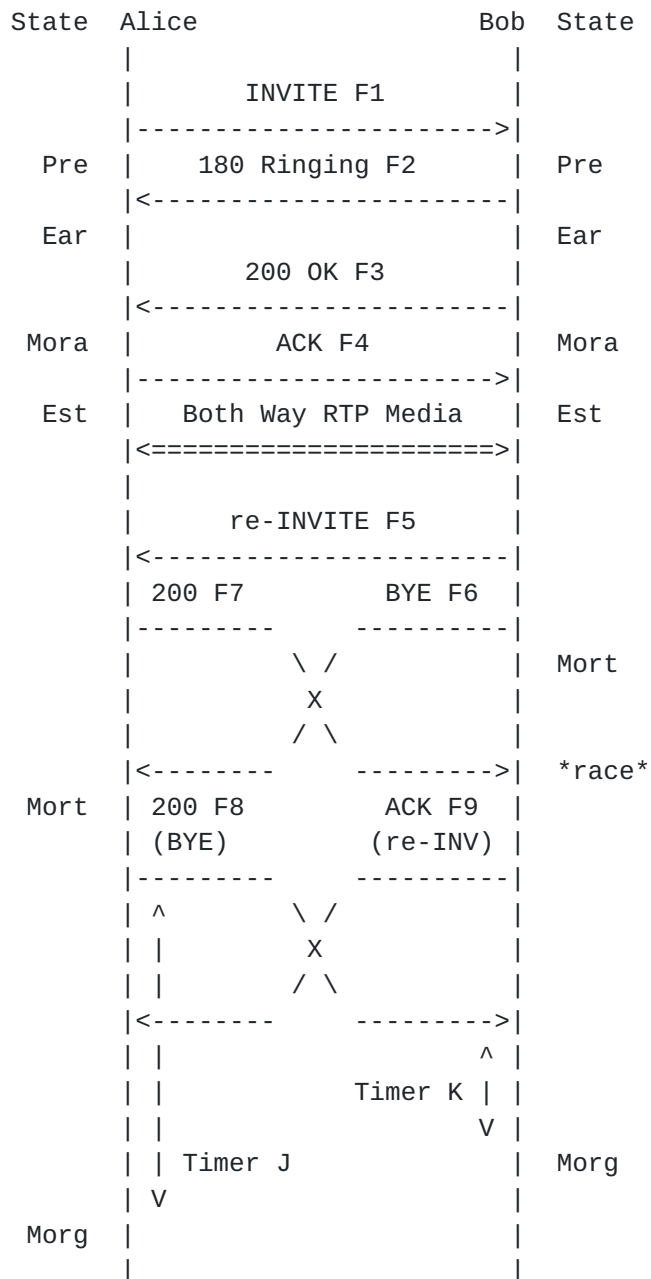 State  Alice                  Bob  State
INVITE F1
Pre  180 Ringing F2  Pre
Ear  Ear
200 OK F3
Mora  ACK F4  Mora
Est  Both Way RTP Media  Est
re-INVITE F5
200 F7  BYE F6
Mort
X
*race*
Mort  200 F8  ACK F9
(BYE)  (re-INV)
X
Timer K
V
Timer J  Morg
V
Morg